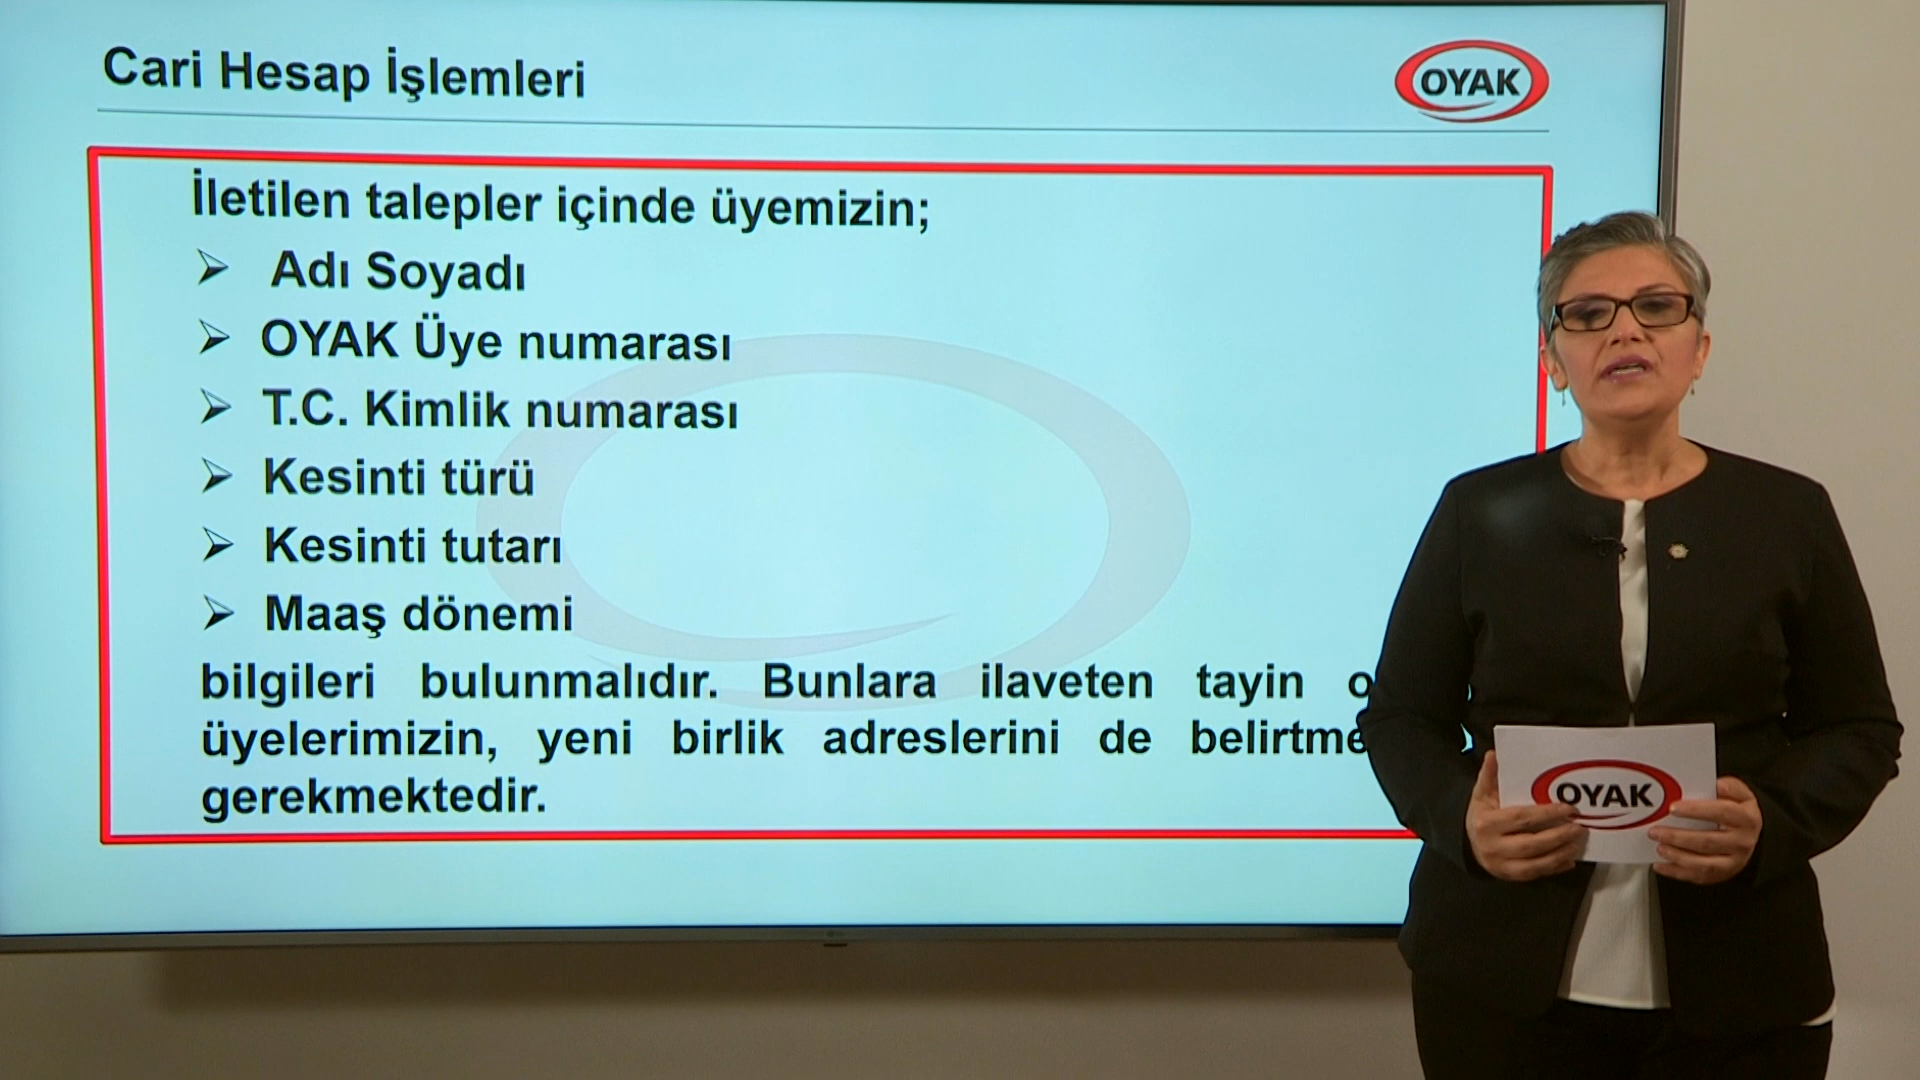 Cari Hesap İşlemleri
OYAK
İletilen talepler içinde üyemizin;
Adı Soyadı
OYAK Üye numarası
T.C. Kimlik numarası
Kesinti türü
Kesinti tutarı
Maaş dönemi
bilgileri bulunmalıdır. Bunlara ilaveten tayin
üyelerimizin, yeni birlik adreslerini de
gerekmektedir.
OYAK